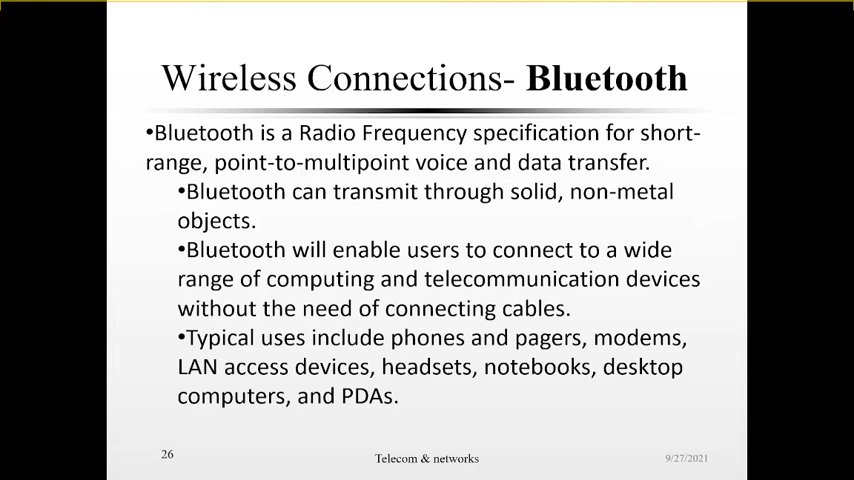 Wireless Connections- Bluetooth
•Bluetooth is a Radio Frequency specification for short-
range, point-to-multipoint voice and data transfer.
•Bluetooth can transmit through solid, non-metal
objects.
•Bluetooth will enable users to connect to a wide
range of computing and telecommunication devices
without the need of connecting cables.
•Typical uses include phones and pagers, modems,
LAN access devices, headsets, notebooks, desktop
computers, and PDAs.
26
Telecom & networks
9/27/2021